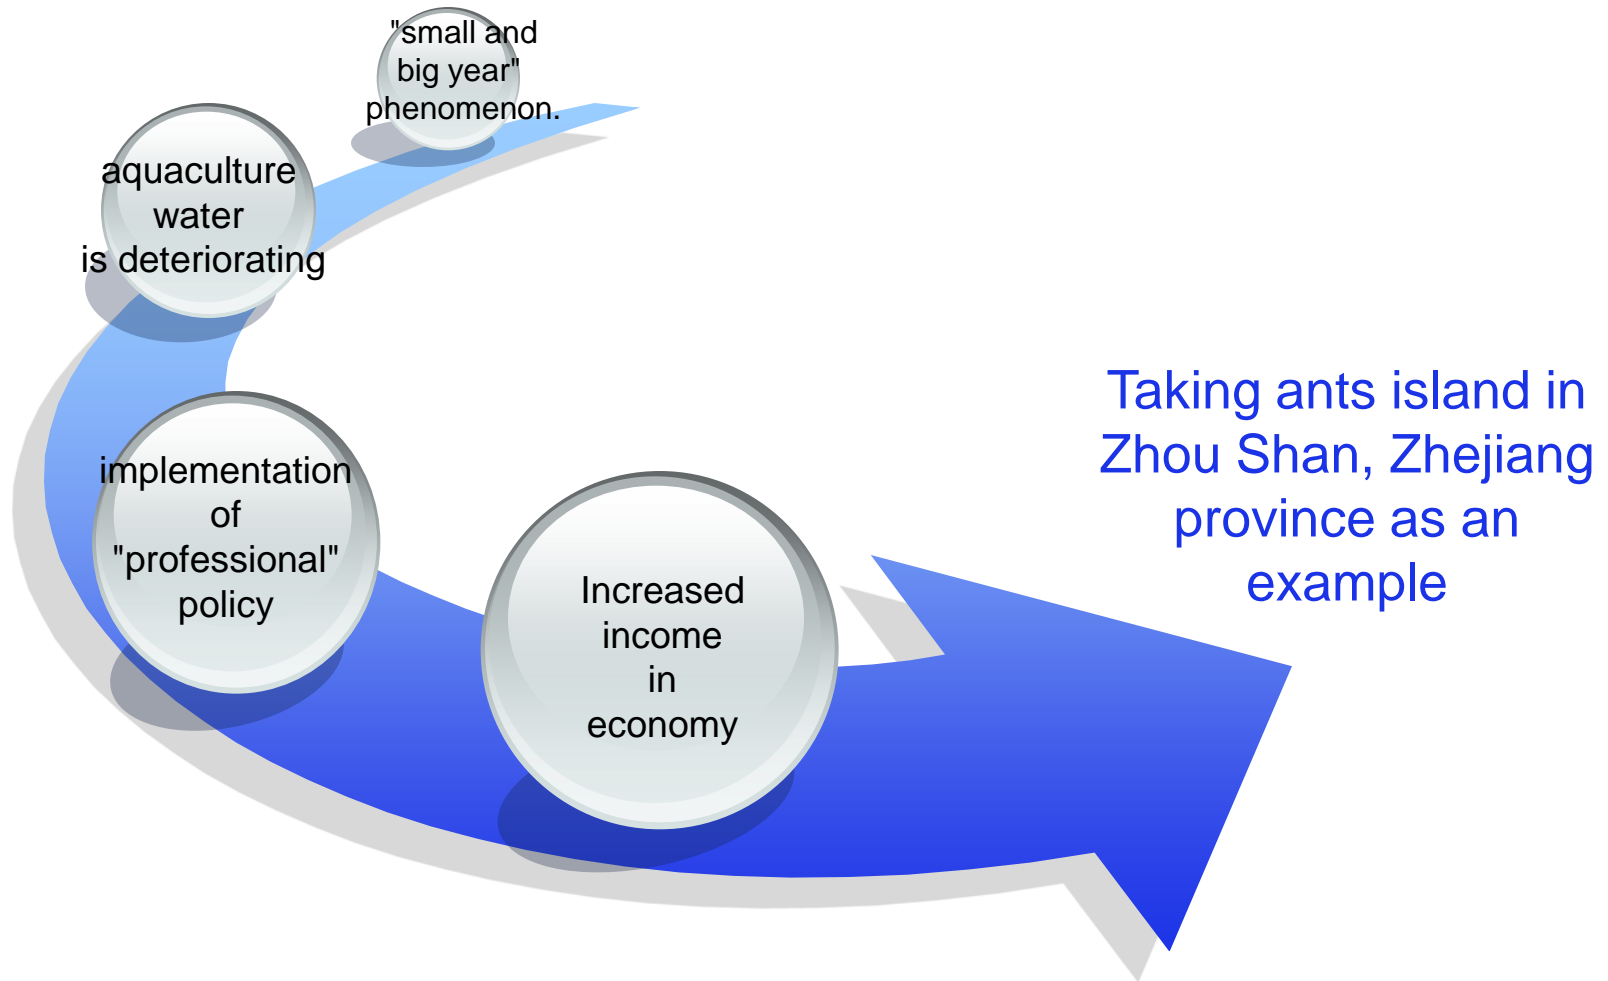 "small and
big year"
phenomenon.
aquaculture
water
is deteriorating
implementation
of
"professional"
policy
Increased
income
in
economy
Taking ants island in
Zhou Shan, Zhejiang
province as an
example